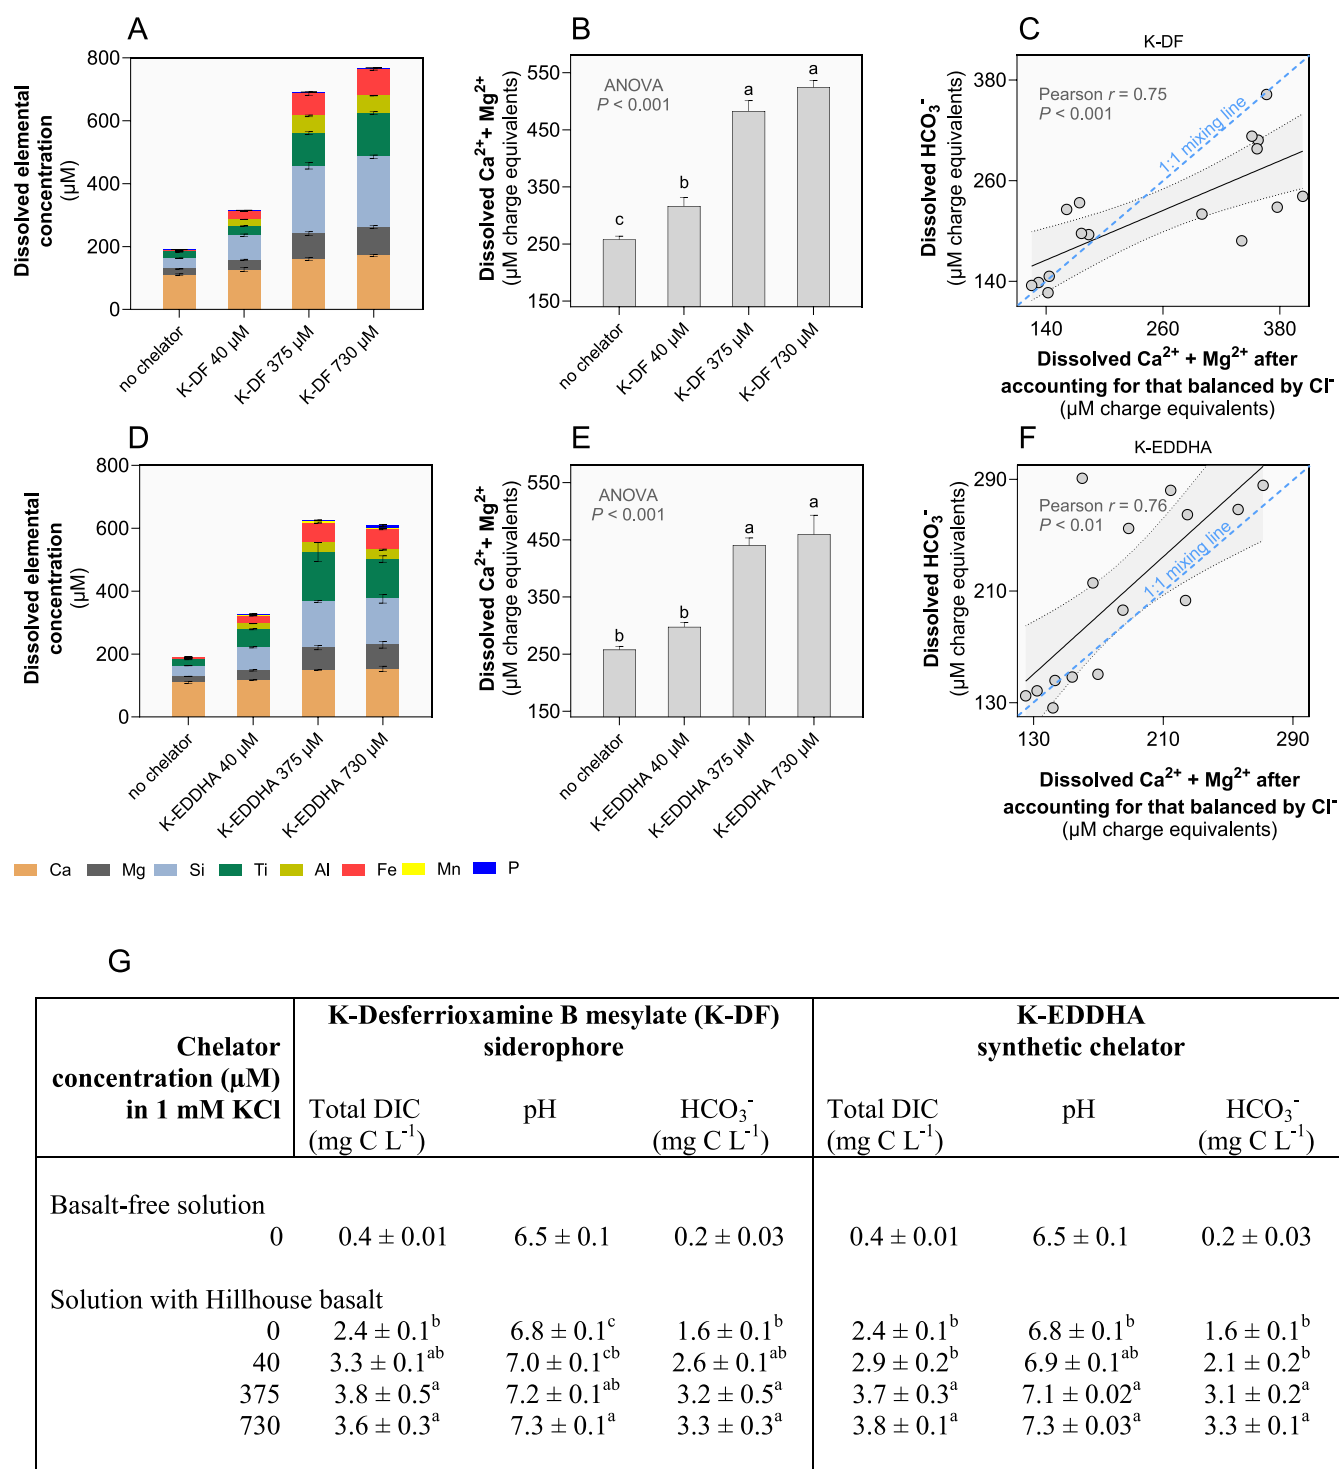 A
Dissolved elemental
concentration
(µM)
800
600
400
200
0
no chelator
K-DF 40 µM
K-DF 375 µM
K-DF 730 µM
B
Dissolved Ca²⁺+ Mg²⁺
(µM charge equivalents)
550
450
350
250
150
ANOVA
P < 0.001
c
b
a
a
no chelator
K-DF 40 µM
K-DF 375 µM
K-DF 730 µM
C
K-DF
Dissolved HCO₃⁻
(µM charge equivalents)
380
260
140
Pearson r = 0.75
P < 0.001
1:1 mixing line
140
260
380
Dissolved Ca²⁺ + Mg²⁺ after
accounting for that balanced by Cl⁻
(µM charge equivalents)
D
Dissolved elemental
concentration
(µM)
800
600
400
200
0
no chelator
K-EDDHA 40 µM
K-EDDHA 375 µM
K-EDDHA 730 µM
E
Dissolved Ca²⁺+ Mg²⁺
(µM charge equivalents)
550
450
350
250
150
ANOVA
P < 0.001
b
b
a
a
no chelator
K-EDDHA 40 µM
K-EDDHA 375 µM
K-EDDHA 730 µM
F
K-EDDHA
Dissolved HCO₃⁻
(µM charge equivalents)
290
210
130
Pearson r = 0.76
P < 0.01
1:1 mixing line
130
210
290
Dissolved Ca²⁺ + Mg²⁺ after
accounting for that balanced by Cl⁻
(µM charge equivalents)
Ca Mg Si Ti Al Fe Mn P
G
Chelator
concentration (µM)
in 1 mM KCl
K-Desferrioxamine B mesylate (K-DF)
siderophore
K-EDDHA
synthetic chelator
Total DIC
(mg C L⁻¹)
pH
HCO₃⁻
(mg C L⁻¹)
Total DIC
(mg C L⁻¹)
pH
HCO₃⁻
(mg C L⁻¹)
Basalt-free solution
0 0.4 ± 0.01 6.5 ± 0.1 0.2 ± 0.03 0.4 ± 0.01 6.5 ± 0.1 0.2 ± 0.03
Solution with Hillhouse basalt
0 2.4 ± 0.1ᵇ 6.8 ± 0.1ᶜ 1.6 ± 0.1ᵇ 2.4 ± 0.1ᵇ 6.8 ± 0.1ᵇ 1.6 ± 0.1ᵇ
40 3.3 ± 0.1ᵃᵇ 7.0 ± 0.1ᶜᵇ 2.6 ± 0.1ᵃᵇ 2.9 ± 0.2ᵇ 6.9 ± 0.1ᵃᵇ 2.1 ± 0.2ᵇ
375 3.8 ± 0.5ᵃ 7.2 ± 0.1ᵃᵇ 3.2 ± 0.5ᵃ 3.7 ± 0.3ᵃ 7.1 ± 0.02ᵃ 3.1 ± 0.2ᵃ
730 3.6 ± 0.3ᵃ 7.3 ± 0.1ᵃ 3.3 ± 0.3ᵃ 3.8 ± 0.1ᵃ 7.3 ± 0.03ᵃ 3.3 ± 0.1ᵃ